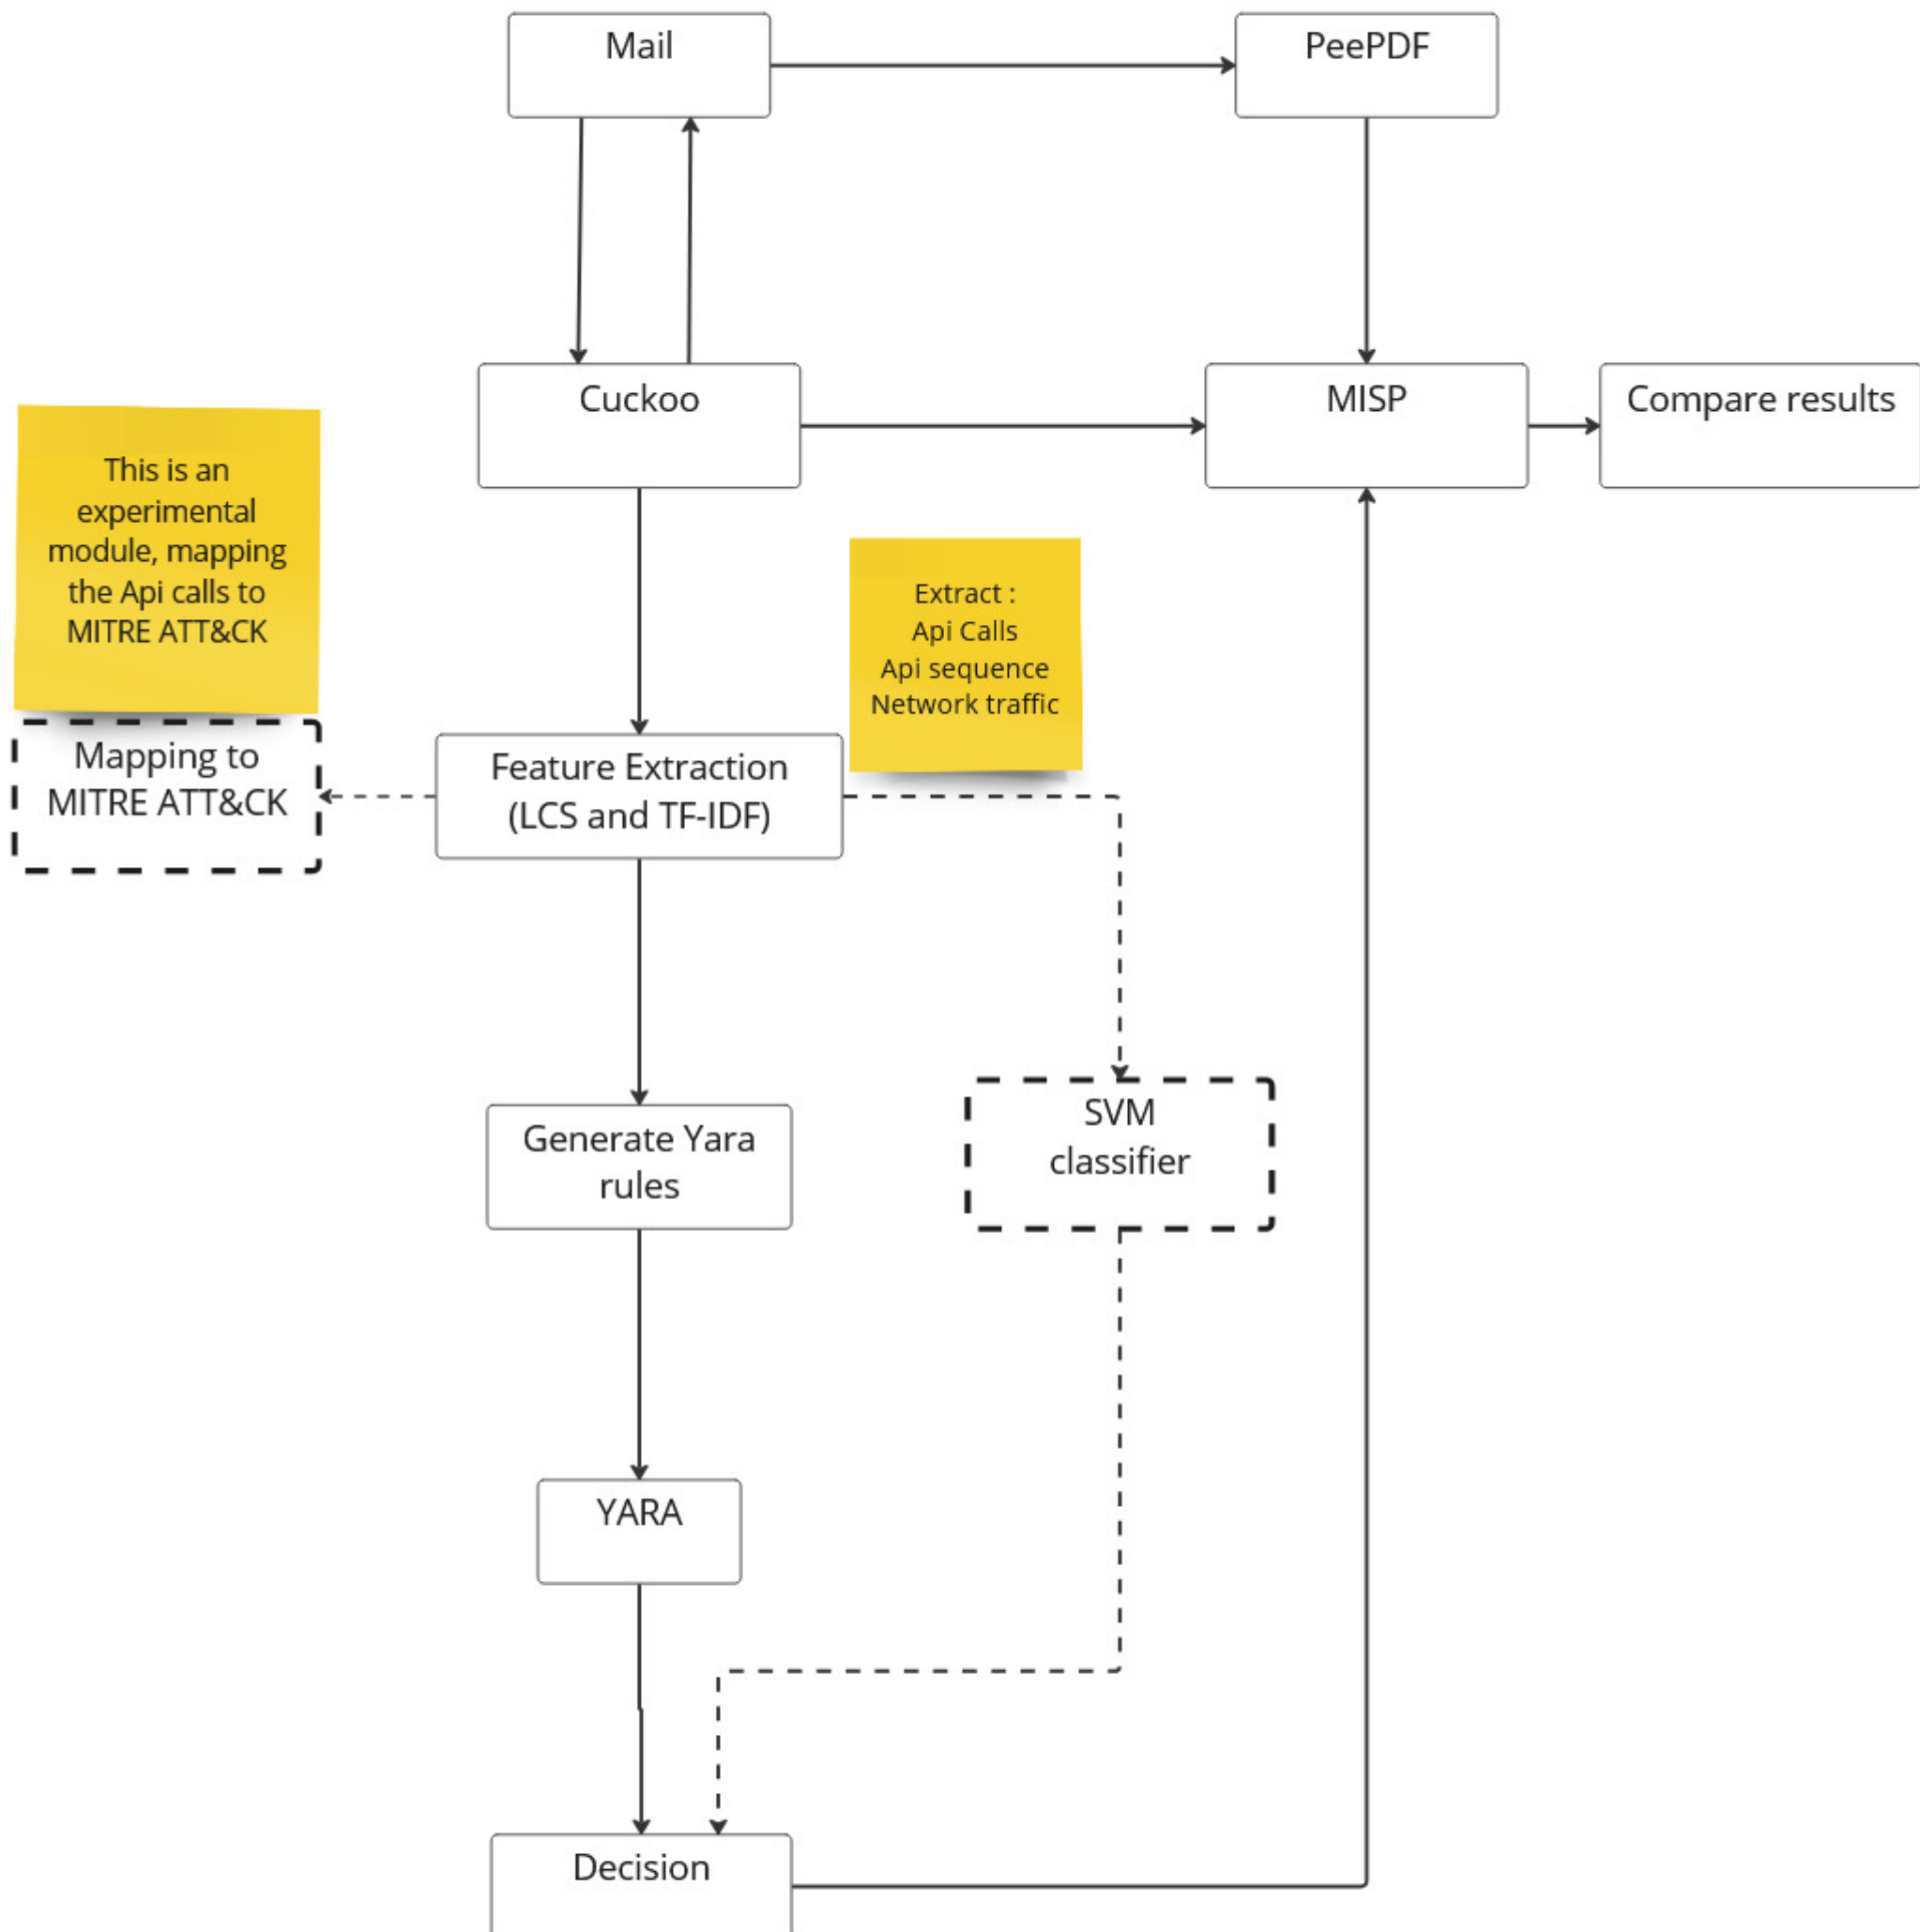 Mail
PeePDF
Cuckoo
MISP
Compare results
This is an
experimental
module, mapping
the Api calls to
MITRE ATT&CK
Extract :
Api Calls
Api sequence
Network traffic
Mapping to
MITRE ATT&CK
Feature Extraction
(LCS and TF-IDF)
Generate Yara
rules
SVM
classifier
YARA
Decision